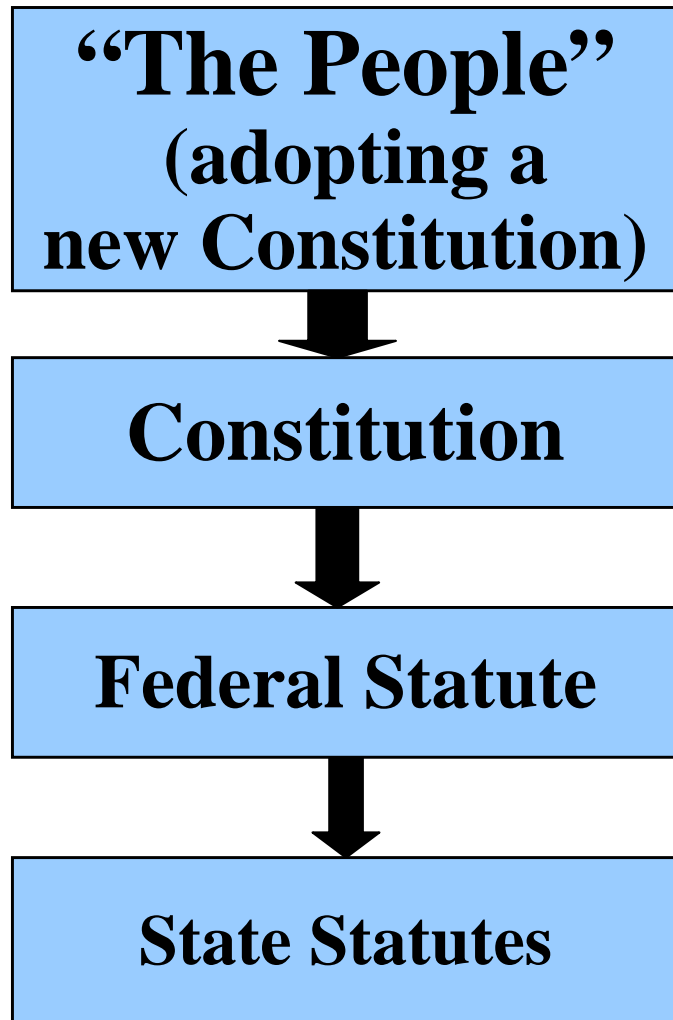 “The People”
(adopting a
new Constitution)
Constitution
Federal Statute
State Statutes